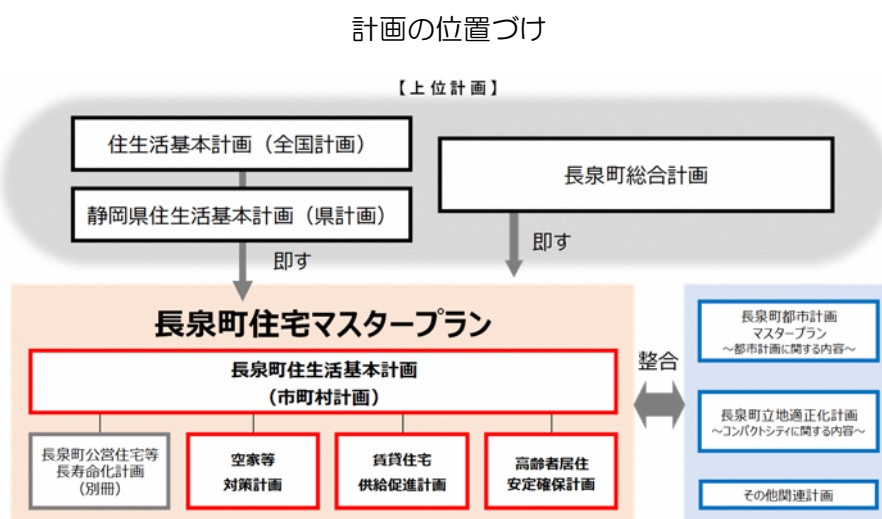 計画の位置づけ
【上位計画】
住生活基本計画（全国計画）
静岡県住生活基本計画（県計画）
長泉町総合計画
即す
即す
長泉町住宅マスタープラン
長泉町住生活基本計画
（市町村計画）
長泉町公営住宅等
長寿命化計画
（別冊）
空家等
対策計画
賃貸住宅
供給促進計画
高齢者居住
安定確保計画
整合
長泉町都市計画
マスタープラン
～都市計画に関する内容～
長泉町立地適正化計画
～コンパクトシティに関する内容～
その他関連計画